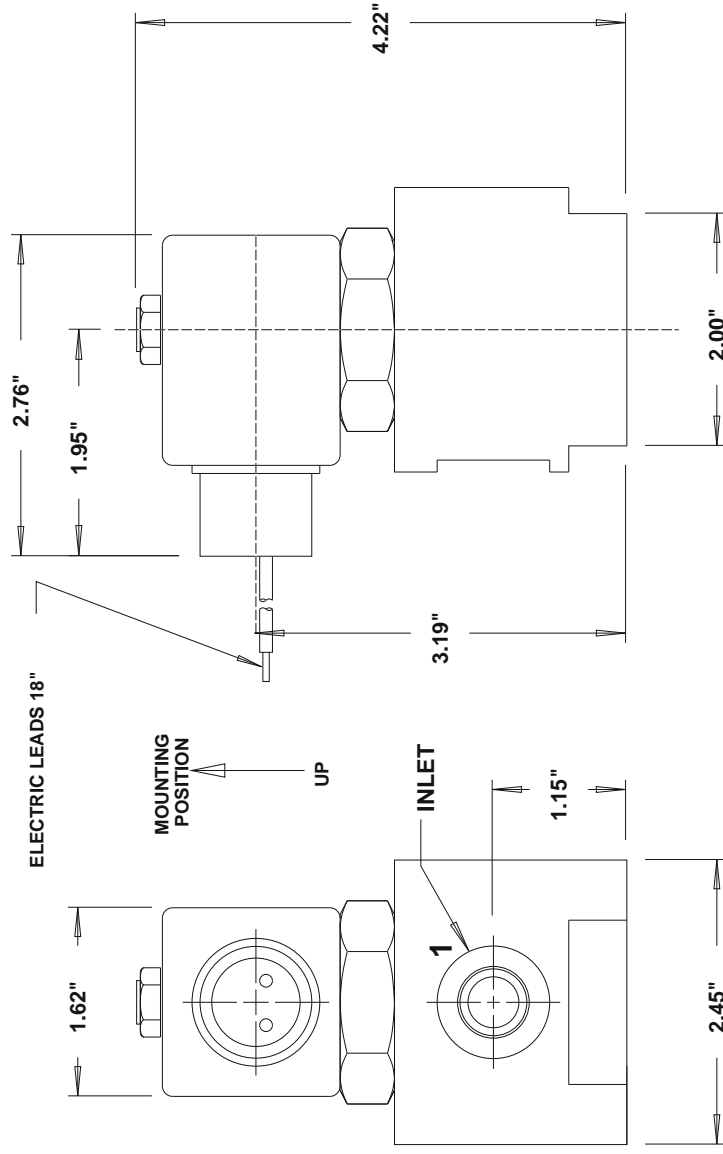 4.22"
2.76"
1.95"
2.00"
3.19"
ELECTRIC LEADS 18"
MOUNTING
POSITION
UP
INLET
1.15"
1.62"
1
2.45"